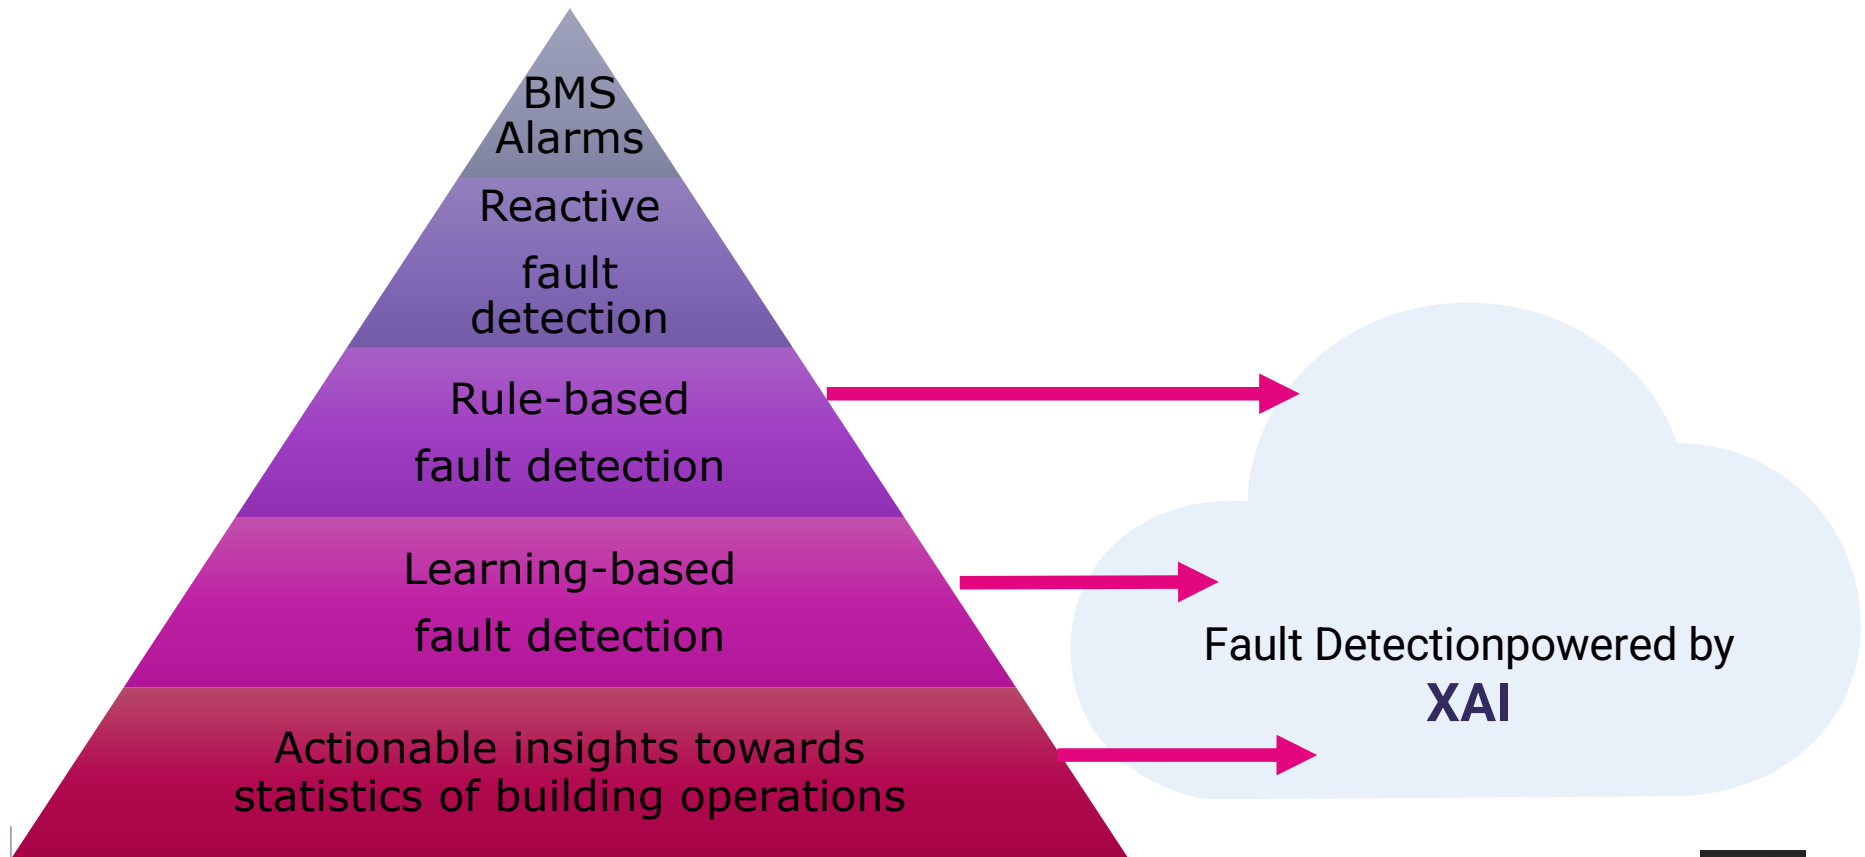 BMS
Alarms
Reactive
fault
detection
Rule-based
fault detection
Learning-based
fault detection
Actionable insights towards
statistics of building operations
Fault Detectionpowered by
XAI